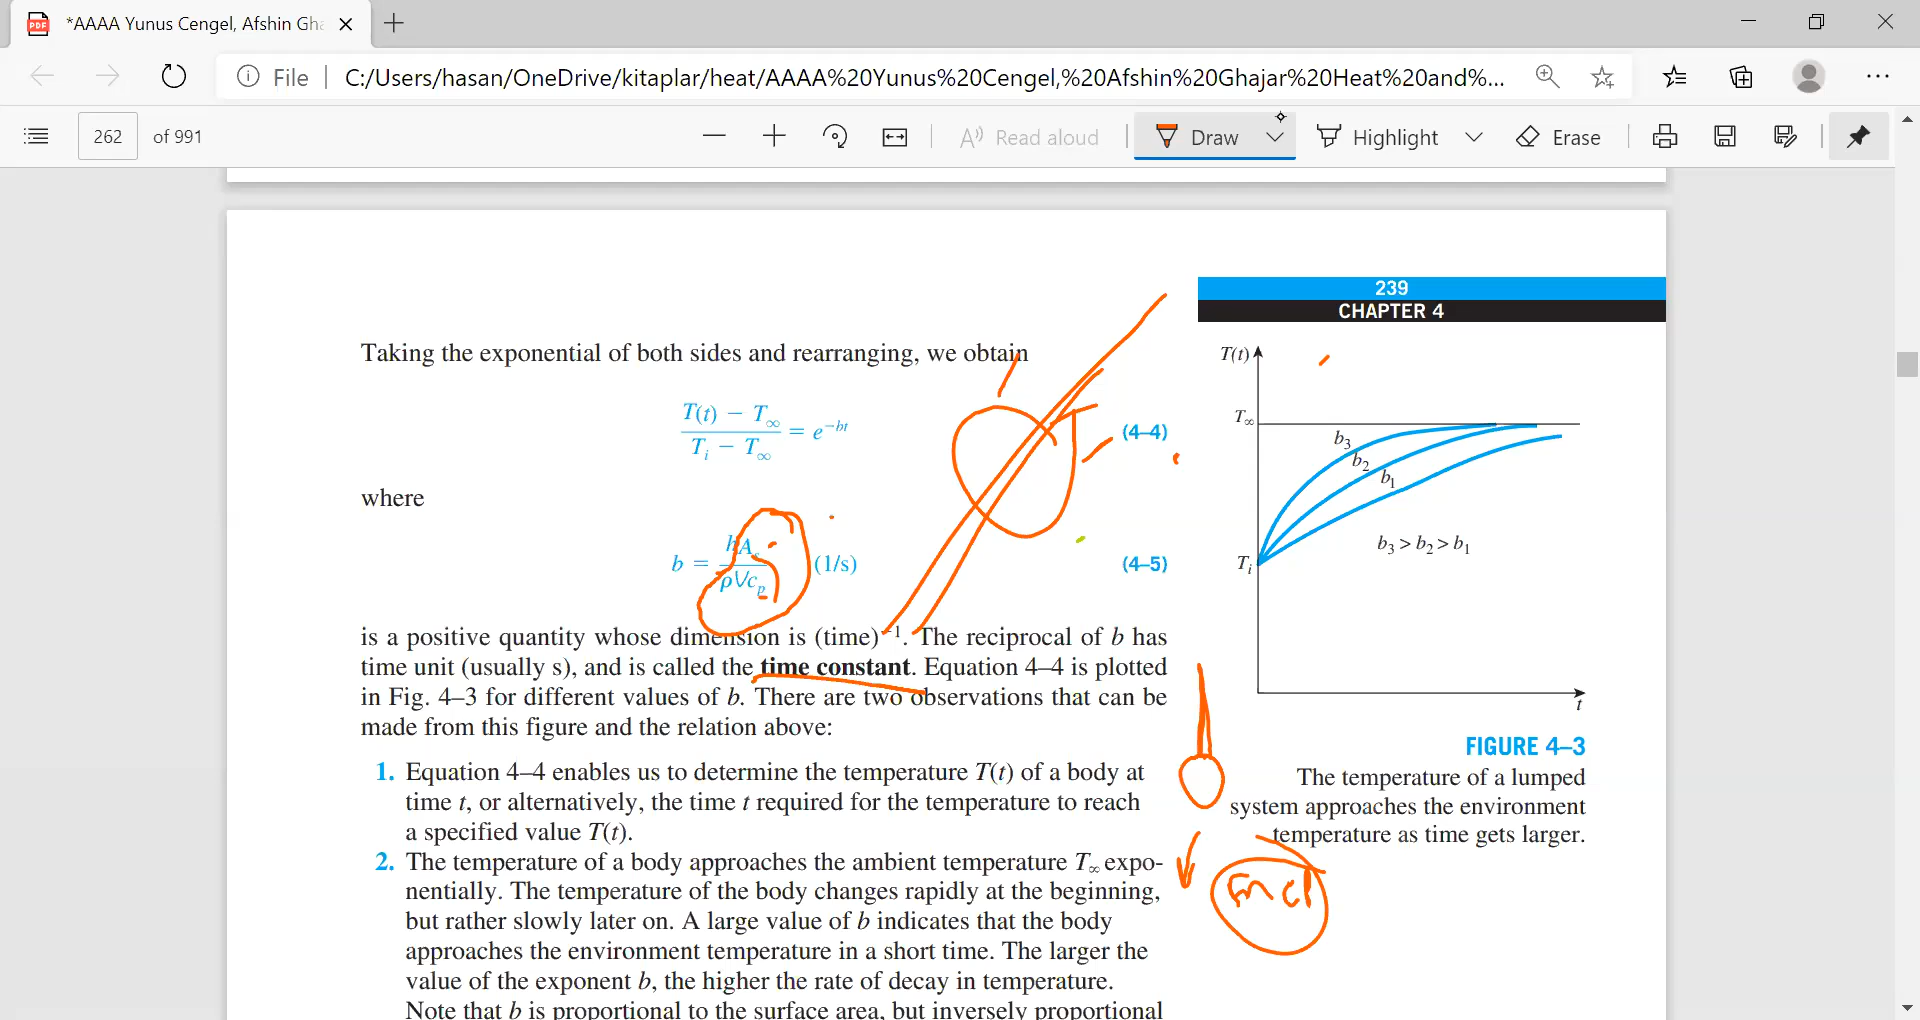 *AAAA Yunus Cengel, Afshin Gha
File
C:/Users/hasan/OneDrive/kitaplar/heat/AAAA%20Yunus%20Cengel,%20Afshin%20Ghajar%20Heat%20and%...
262 of 991
Read aloud
Draw
Highlight
Erase
239
CHAPTER 4
Taking the exponential of both sides and rearranging, we obtain
T(t) − T∞ / Ti − T∞ = e^−bt (4–4)
where
b = hAs / ρVcp (1/s) (4–5)
is a positive quantity whose dimension is (time)⁻¹. The reciprocal of b has
time unit (usually s), and is called the time constant. Equation 4–4 is plotted
in Fig. 4–3 for different values of b. There are two observations that can be
made from this figure and the relation above:
1. Equation 4–4 enables us to determine the temperature T(t) of a body at
time t, or alternatively, the time t required for the temperature to reach
a specified value T(t).
2. The temperature of a body approaches the ambient temperature T∞ expo-
nentially. The temperature of the body changes rapidly at the beginning,
but rather slowly later on. A large value of b indicates that the body
approaches the environment temperature in a short time. The larger the
value of the exponent b, the higher the rate of decay in temperature.
Note that b is proportional to the surface area, but inversely proportional
T(t)
T∞
b3
b2
b1
b3 > b2 > b1
Ti
t
FIGURE 4–3
The temperature of a lumped
system approaches the environment
temperature as time gets larger.